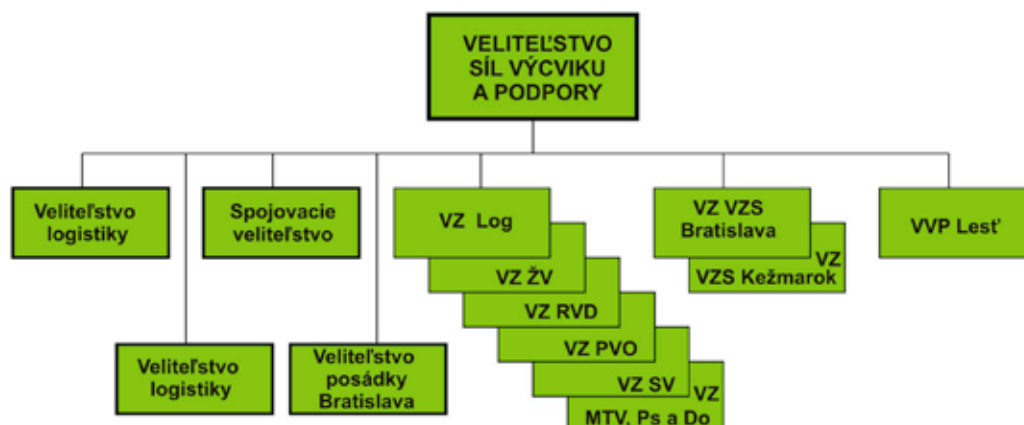 VELITEĽSTVO
SÍL VÝCVIKU
A PODPORY
Veliteľstvo
logistiky
Spojovacie
veliteľstvo
VZ Log
VZ ŽV
VZ RVD
VZ PVO
VZ SV
VZ
MTV, Ps a Do
VZ VZS
Bratislava
VZ
VZS Kežmarok
VVP Lesť
Veliteľstvo
logistiky
Veliteľstvo
posádky
Bratislava